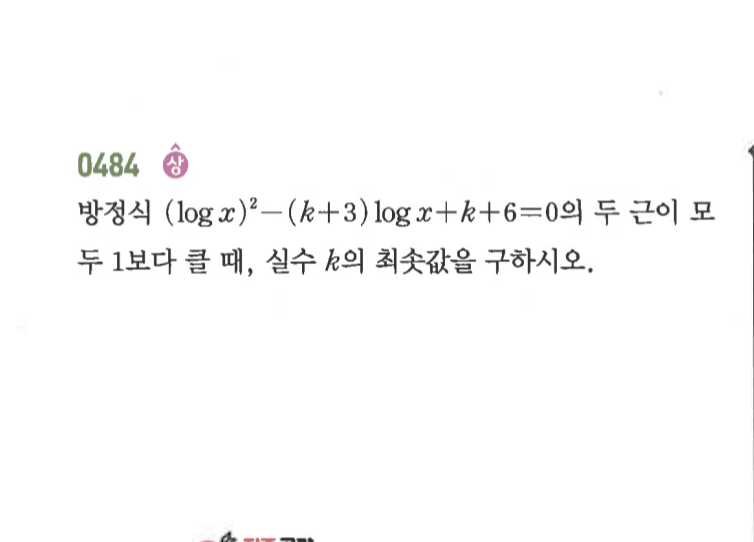 0484 상
방정식 (log x)²−(k+3)log x+k+6=0의 두 근이 모
두 1보다 클 때, 실수 k의 최솟값을 구하시오.